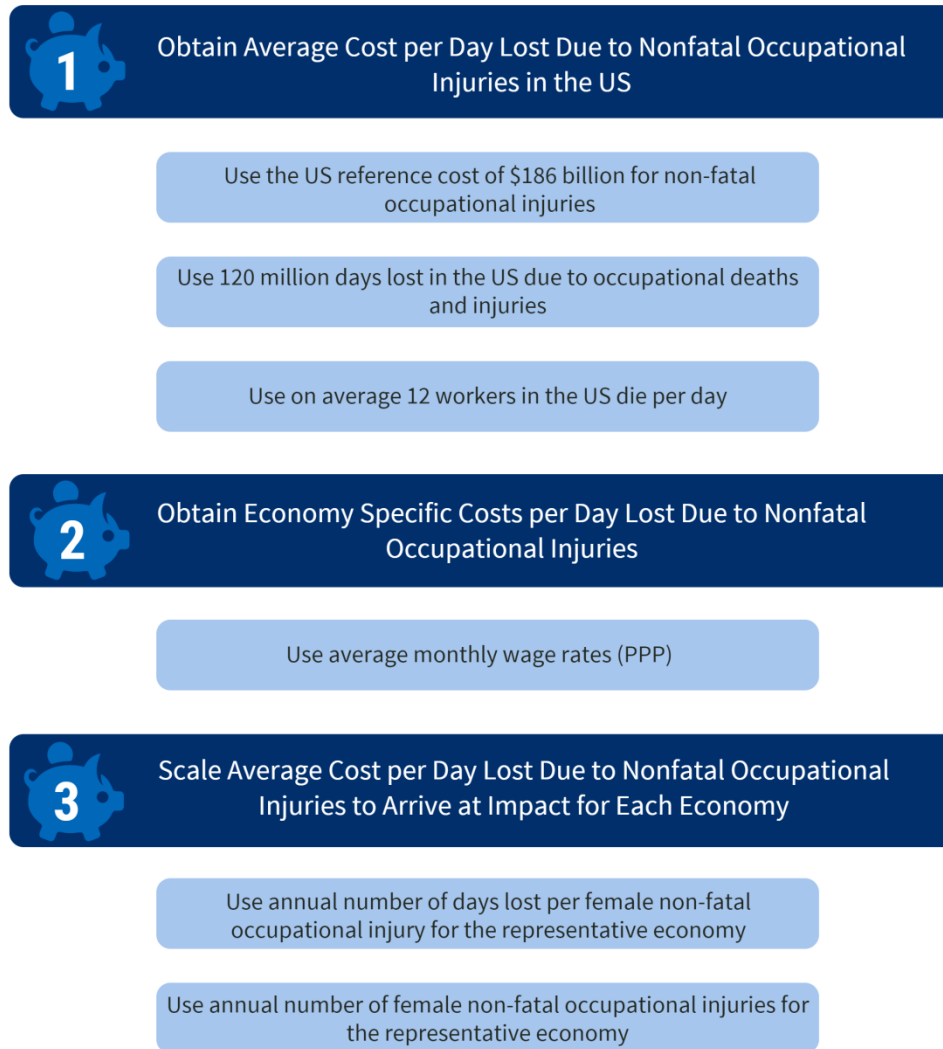 1
Obtain Average Cost per Day Lost Due to Nonfatal Occupational
Injuries in the US
Use the US reference cost of $186 billion for non-fatal
occupational injuries
Use 120 million days lost in the US due to occupational deaths
and injuries
Use on average 12 workers in the US die per day
2
Obtain Economy Specific Costs per Day Lost Due to Nonfatal
Occupational Injuries
Use average monthly wage rates (PPP)
3
Scale Average Cost per Day Lost Due to Nonfatal Occupational
Injuries to Arrive at Impact for Each Economy
Use annual number of days lost per female non-fatal
occupational injury for the representative economy
Use annual number of female non-fatal occupational injuries for
the representative economy